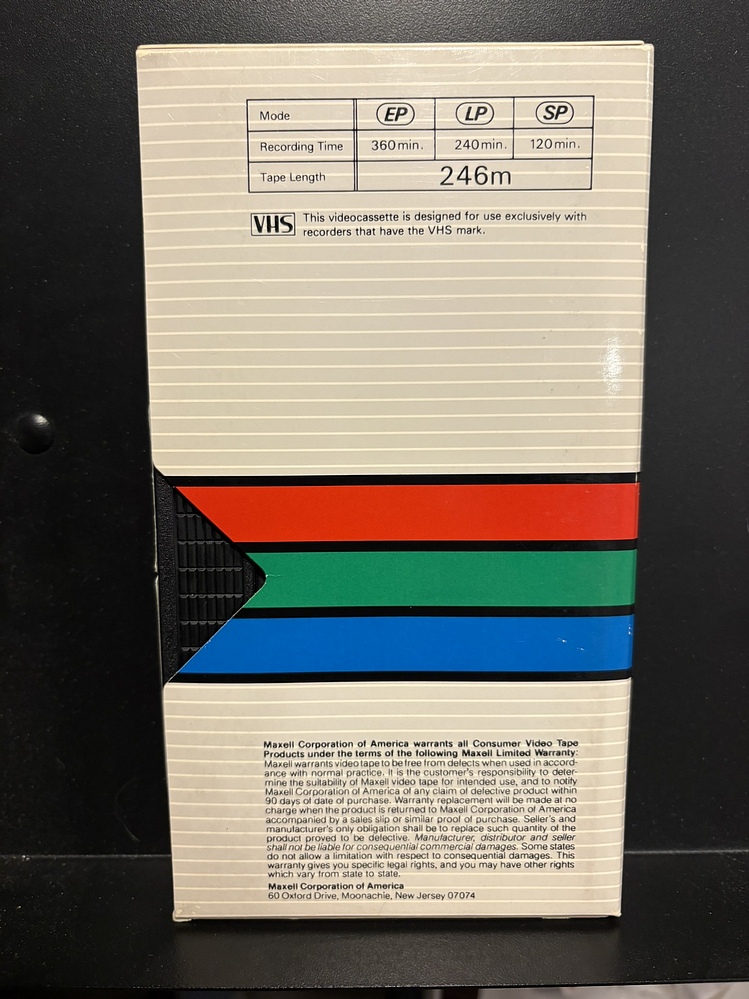 Mode EP LP SP
Recording Time 360min. 240min. 120min.
Tape Length 246m
VHS This videocassette is designed for use exclusively with
recorders that have the VHS mark.
Maxell Corporation of America warrants all Consumer Video Tape
Products under the terms of the following Maxell Limited Warranty:
Maxell warrants video tape to be free from defects when used in accord-
ance with normal practice. It is the customer's responsibility to deter-
mine the suitability of Maxell video tape for intended use, and to notify
Maxell Corporation of America of any claim of defective product within
90 days of date of purchase. Warranty replacement will be made at no
charge when the product is returned to Maxell Corporation of America
accompanied by a sales slip or similar proof of purchase. Seller's and
manufacturer's only obligation shall be to replace such quantity of the
product proved to be defective. Manufacturer, distributor and seller
shall not be liable for consequential commercial damages. Some states
do not allow a limitation with respect to consequential damages. This
warranty gives you specific legal rights, and you may have other rights
which vary from state to state.
Maxell Corporation of America
60 Oxford Drive, Moonachie, New Jersey 07074